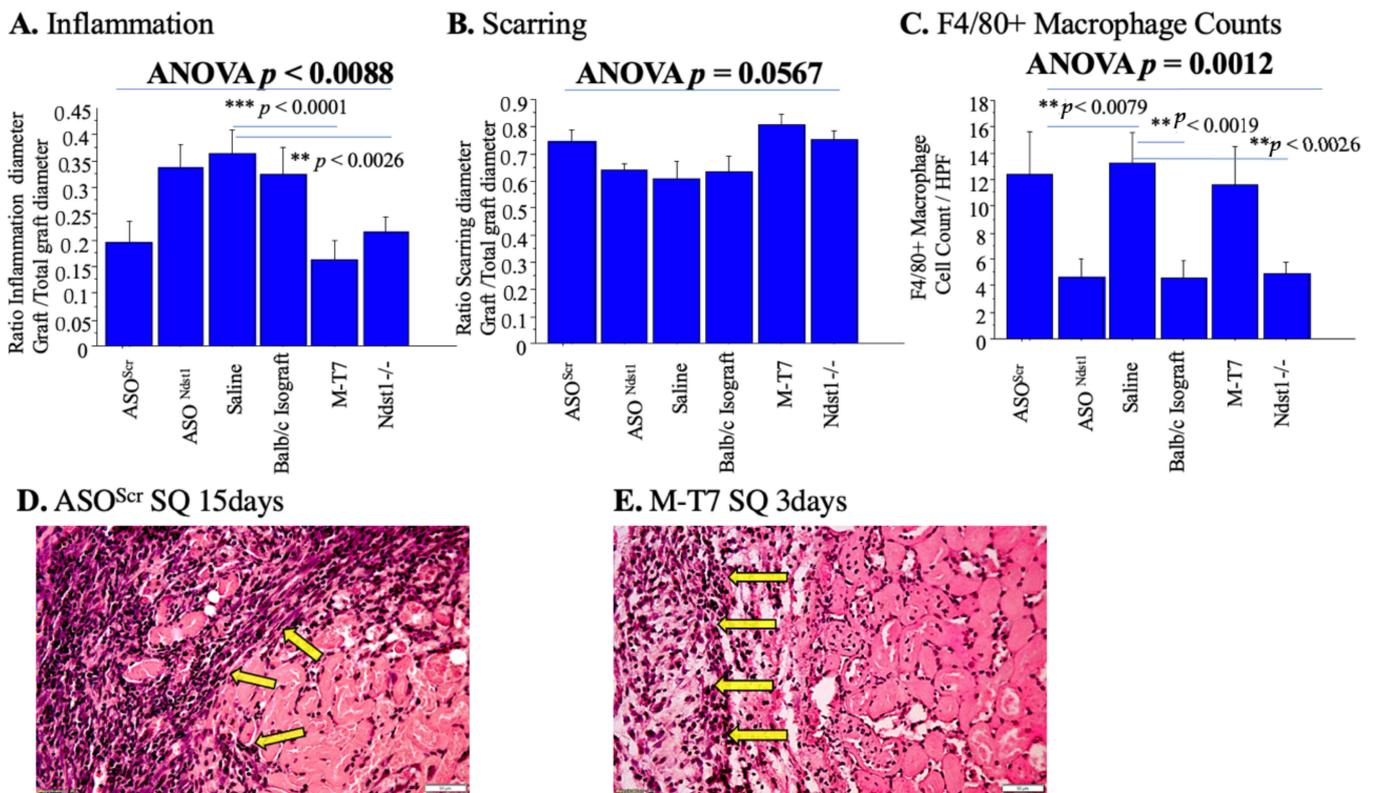 A. Inflammation
ANOVA p < 0.0088
*** p < 0.0001
** p < 0.0026
Ratio Inflammation diameter
Graft /Total graft diameter
0.45
0.4
0.35
0.3
0.25
0.2
0.15
0.1
0.05
0
ASOScr
ASO Ndst1
Saline
Balb/c Isograft
M-T7
Ndst1-/-
B. Scarring
ANOVA p = 0.0567
Ratio Scarring diameter
Graft /Total graft diameter
0.9
0.8
0.7
0.6
0.5
0.4
0.3
0.2
0.1
0
ASOScr
ASO Ndst1
Saline
Balb/c Isograft
M-T7
Ndst1-/-
C. F4/80+ Macrophage Counts
ANOVA p = 0.0012
**p< 0.0079
**p< 0.0019
**p< 0.0026
F4/80+ Macrophage
Cell Count / HPF
18
16
14
12
10
8
6
4
2
0
ASOScr
ASO Ndst1
Saline
Balb/c Isograft
M-T7
Ndst1-/-
D. ASOScr SQ 15days
E. M-T7 SQ 3days